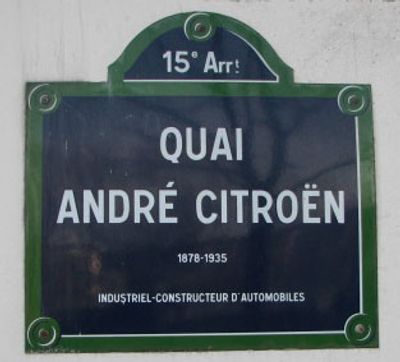 15e Arrt
QUAI
ANDRÉ CITROËN
1878-1935
INDUSTRIEL-CONSTRUCTEUR D'AUTOMOBILES